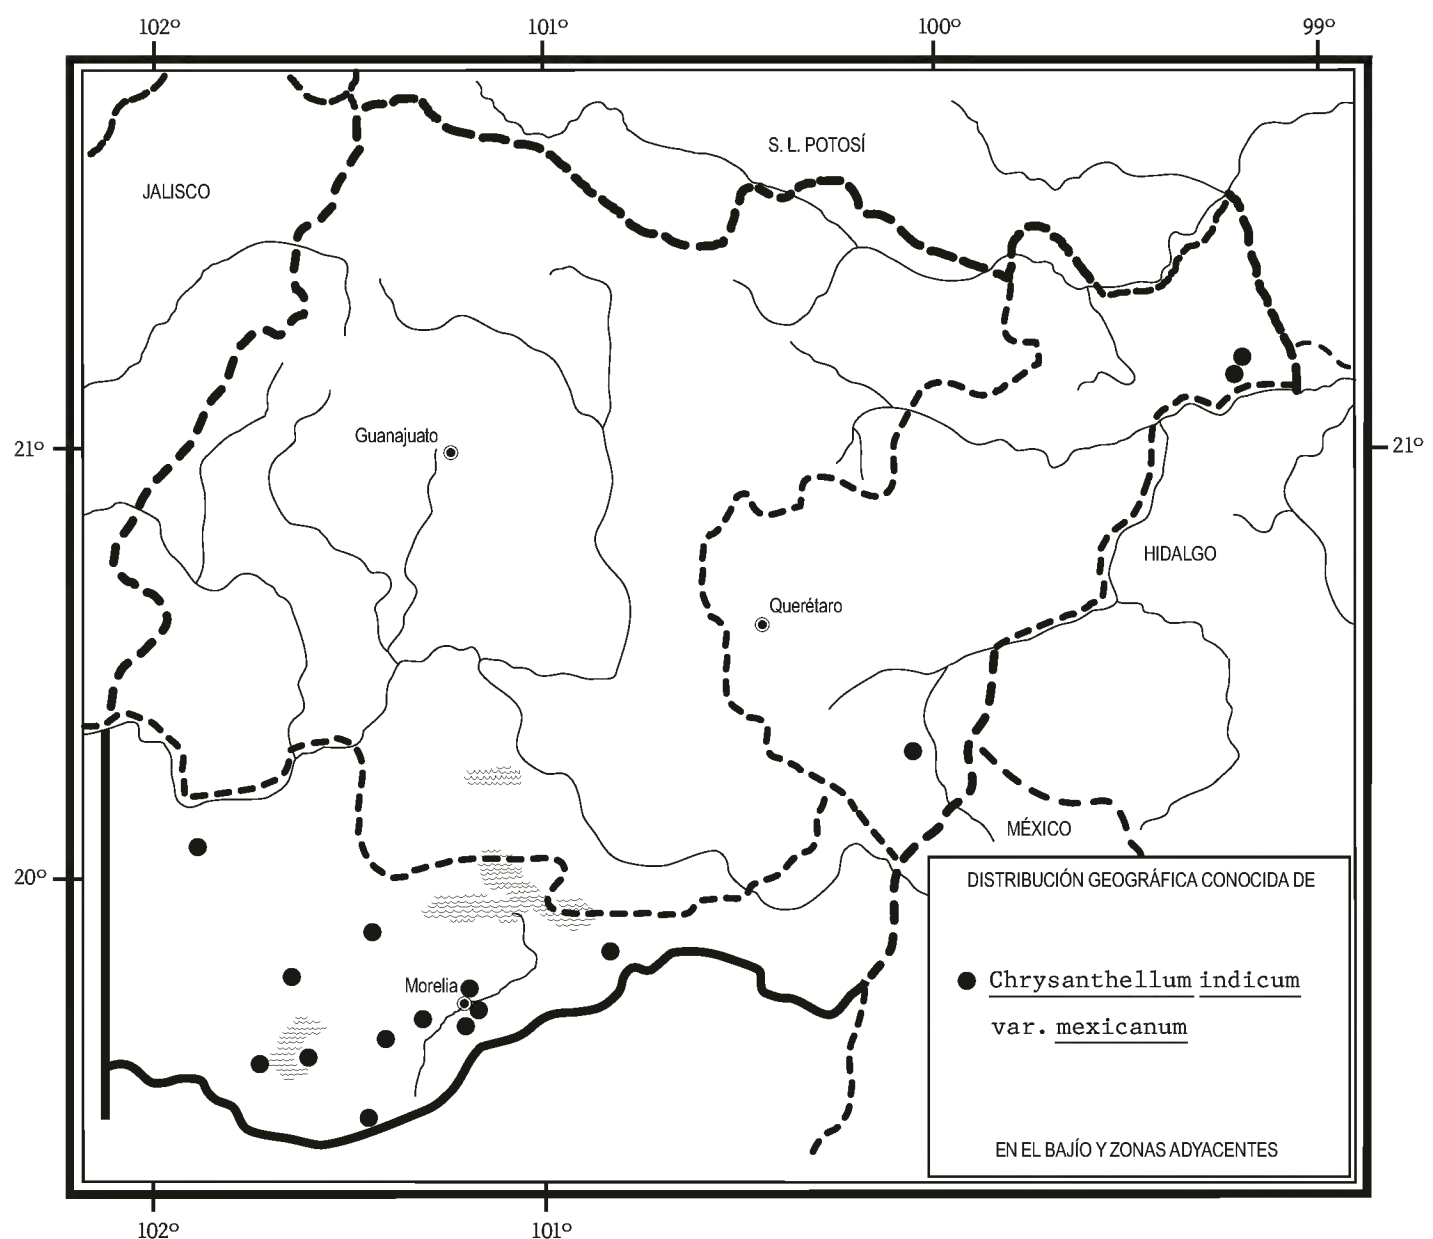 102º 101º 100º 99º
S. L. POTOSÍ
JALISCO
Guanajuato
21º 21º
HIDALGO
Querétaro
MÉXICO
20º
DISTRIBUCIÓN GEOGRÁFICA CONOCIDA DE
Chrysanthellum indicum
Morelia
var. mexicanum
EN EL BAJÍO Y ZONAS ADYACENTES
102º 101º